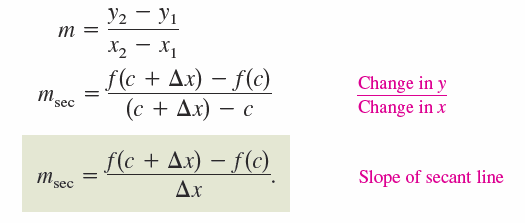 m = (y₂ − y₁) / (x₂ − x₁)
m_sec = (f(c + Δx) − f(c)) / ((c + Δx) − c) Change in y / Change in x
m_sec = (f(c + Δx) − f(c)) / Δx. Slope of secant line